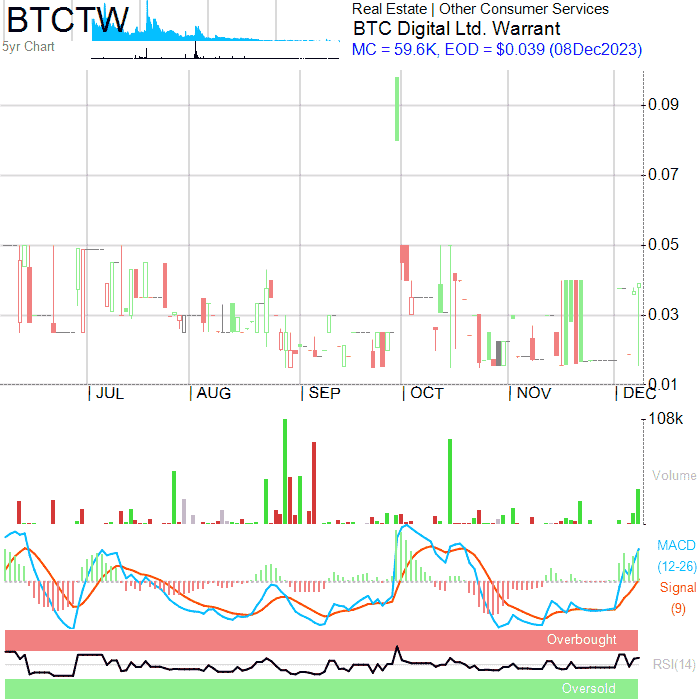 BTCTW
5yr Chart
Real Estate | Other Consumer Services
BTC Digital Ltd. Warrant
MC = 59.6K, EOD = $0.039 (08Dec2023)
0.09
0.07
0.05
0.03
0.01
JUL AUG SEP OCT NOV DEC
108k
Volume
MACD
(12-26)
Signal
(9)
Overbought
RSI(14)
Oversold